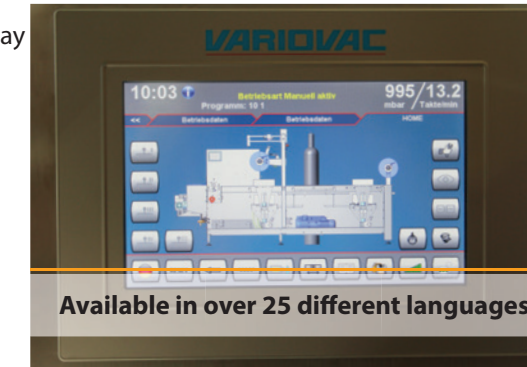 ay
VARIOVAC
10:03 Betriebsart Manuell aktiv 995/13.2
Programm: 10 1 mbar Takte/min
<< Betriebsdaten Betriebsdaten HOME
Available in over 25 different languages